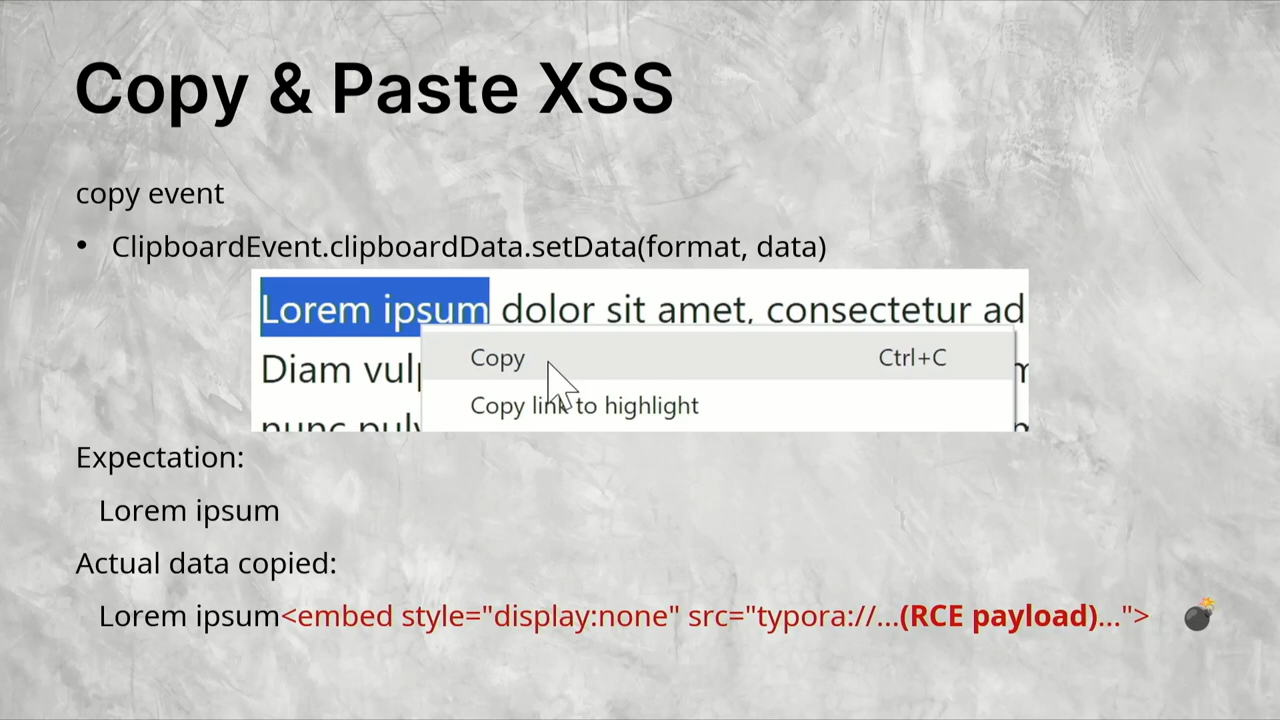 Copy & Paste XSS
copy event
• ClipboardEvent.clipboardData.setData(format, data)
Lorem ipsum dolor sit amet, consectetur ad
Diam vul
Copy Ctrl+C
Copy link to highlight
Expectation:
Lorem ipsum
Actual data copied:
Lorem ipsum<embed style="display:none" src="typora://...(RCE payload)...">